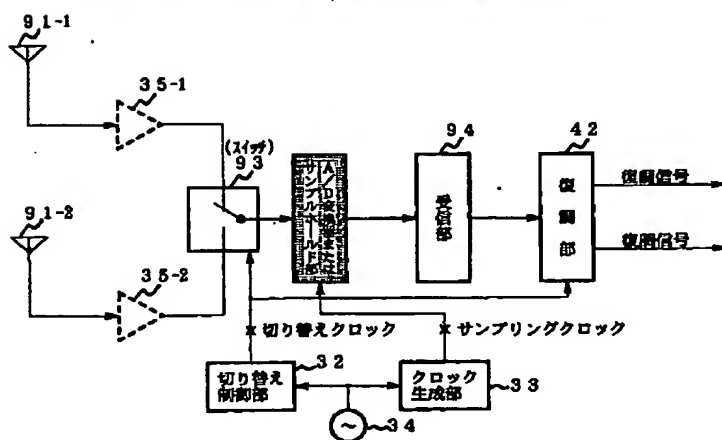 91-1
35-1
(スイッチ)
93
A/D変換部または
サンプルホールド部
94
42
復調部
復調信号
復調信号
91-2
35-2
切り替えクロック
サンプリングクロック
32
切り替え
制御部
クロック
生成部
33
34